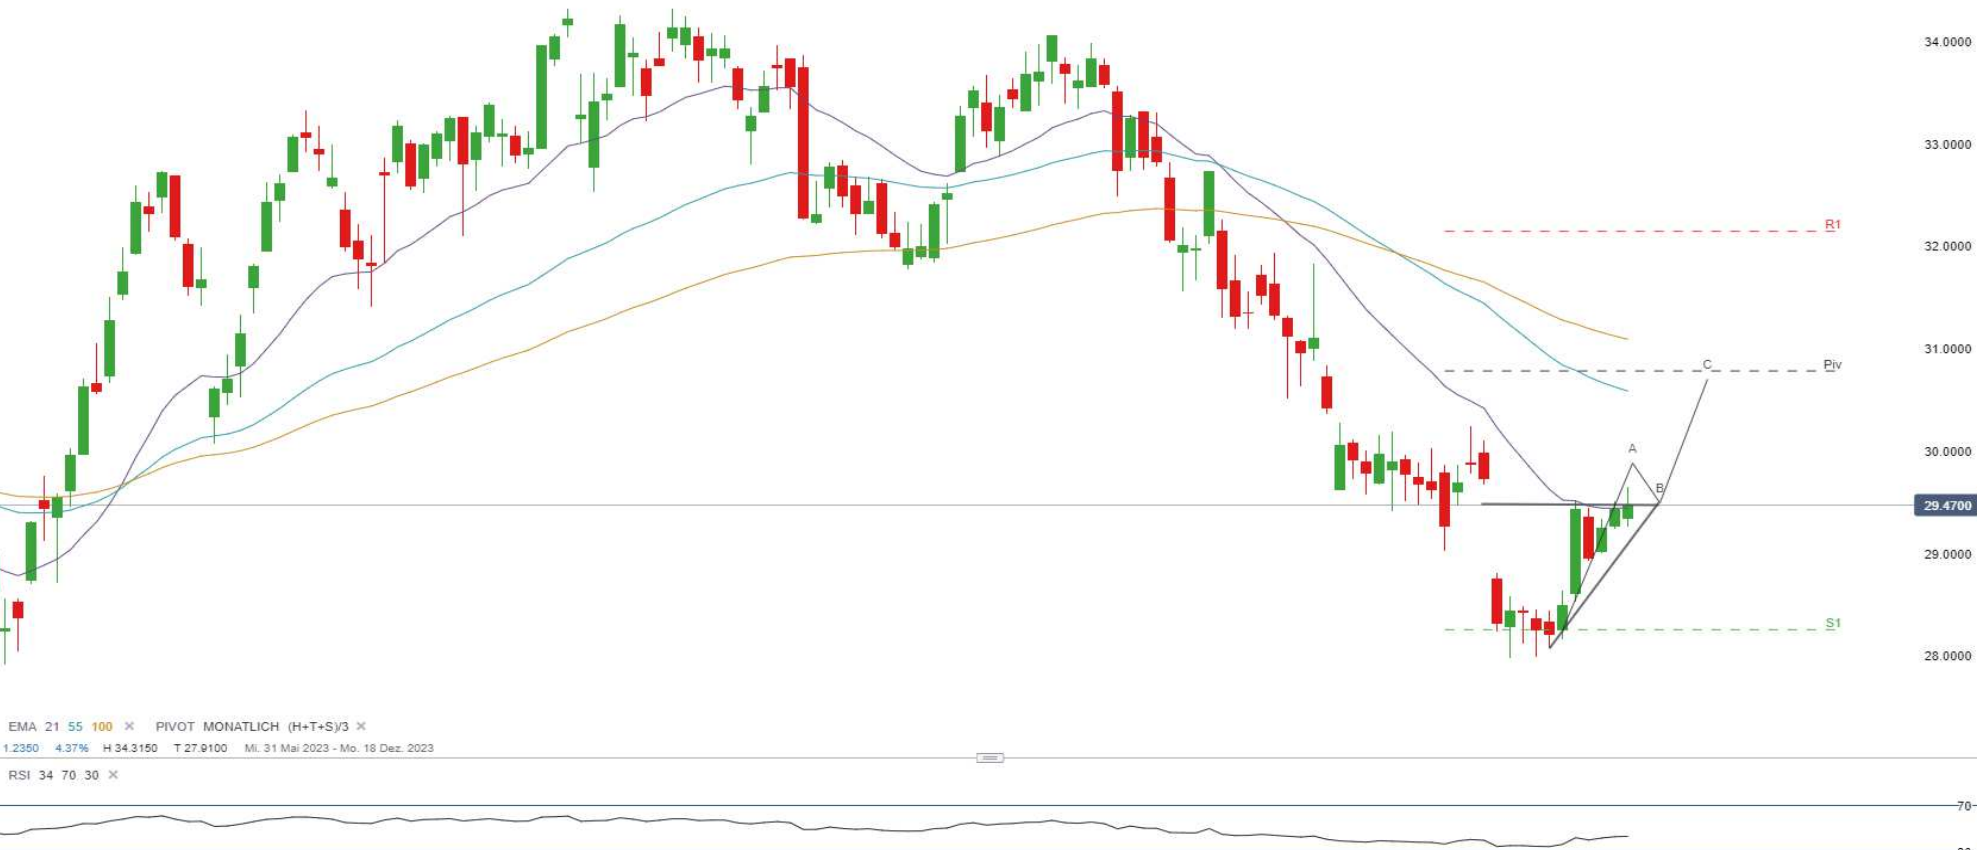 34.0000
33.0000
32.0000
R1
31.0000
C
Piv
30.0000
A
B
29.4700
29.0000
S1
28.0000
EMA 21 55 100 ✕ PIVOT MONATLICH (H+T+S)/3 ✕
1.2350 4.37% H 34.3150 T 27.9100 Mi. 31 Mai 2023 - Mo. 18 Dez. 2023
RSI 34 70 30 ✕
70